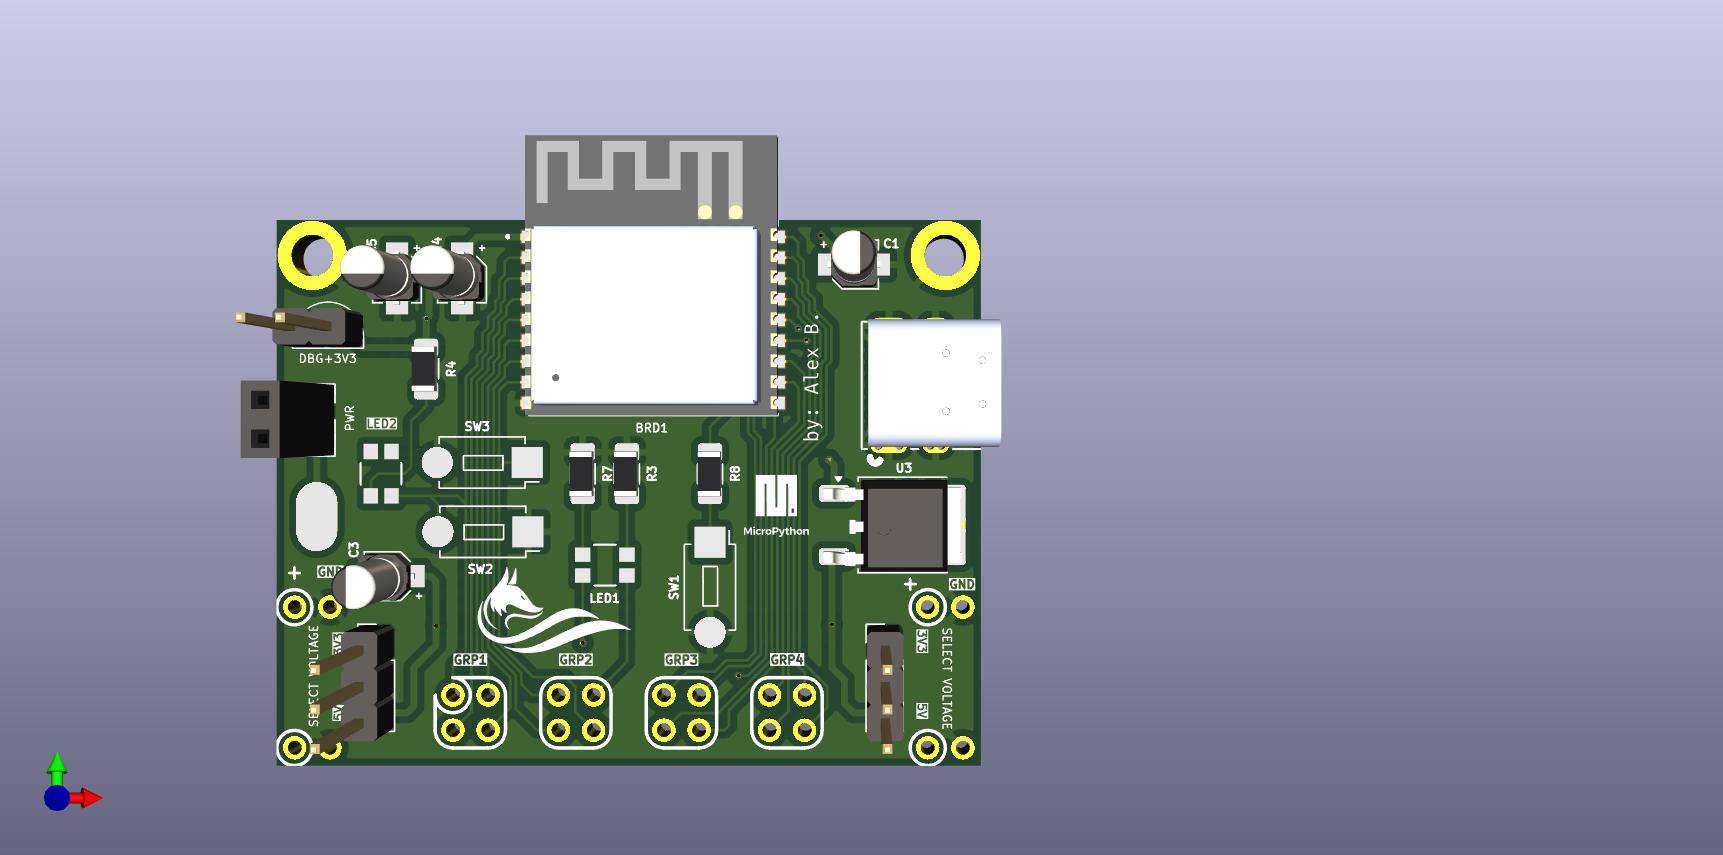 C1
DBG+3V3
R4
PWR
LED2
SW3
BRD1
by: Alex B.
U3
R7
R3
R8
MicroPython
C3
SW2
LED1
SW1
+
GND
+
GND
SELECT VOLTAGE
5V
GRP1
GRP2
GRP3
GRP4
3V3
5V
SELECT VOLTAGE